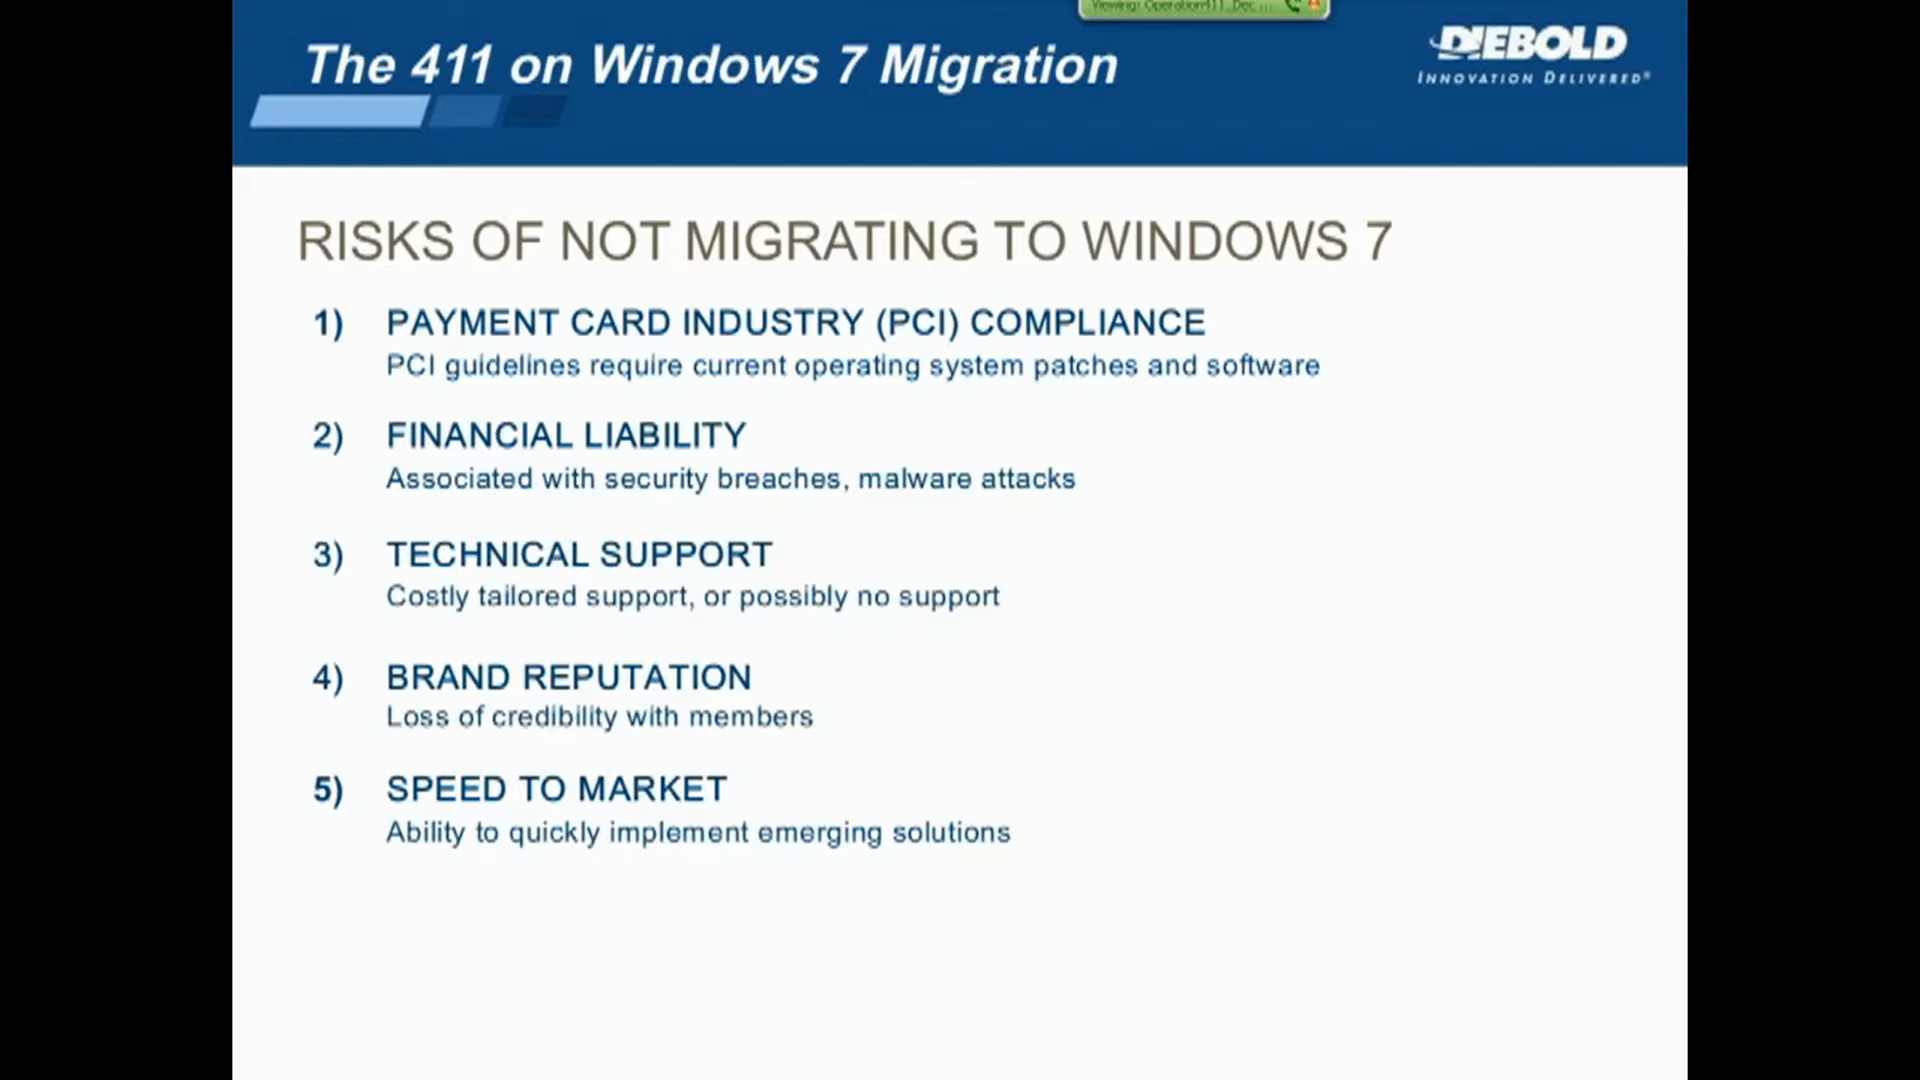 Viewing: Operation411_Dec ...
The 411 on Windows 7 Migration
DIEBOLD
INNOVATION DELIVERED®
RISKS OF NOT MIGRATING TO WINDOWS 7
1) PAYMENT CARD INDUSTRY (PCI) COMPLIANCE
PCI guidelines require current operating system patches and software
2) FINANCIAL LIABILITY
Associated with security breaches, malware attacks
3) TECHNICAL SUPPORT
Costly tailored support, or possibly no support
4) BRAND REPUTATION
Loss of credibility with members
5) SPEED TO MARKET
Ability to quickly implement emerging solutions